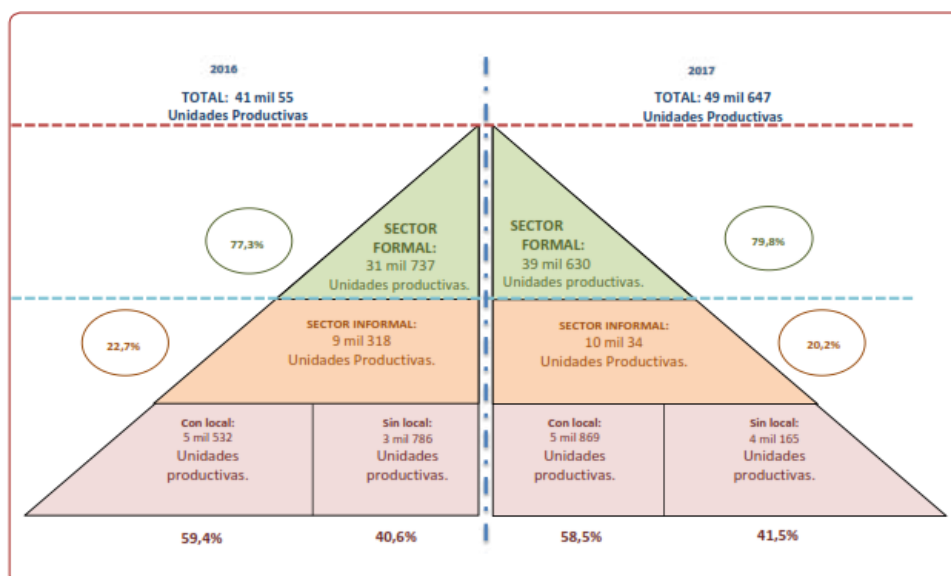 2016
TOTAL: 41 mil 55
Unidades Productivas
77,3%
SECTOR
FORMAL:
31 mil 737
Unidades productivas.
22,7%
SECTOR INFORMAL:
9 mil 318
Unidades Productivas.
Con local:
5 mil 532
Unidades
productivas.
Sin local:
3 mil 786
Unidades
productivas.
59,4%
40,6%
2017
TOTAL: 49 mil 647
Unidades Productivas
SECTOR
FORMAL:
39 mil 630
Unidades productivas.
79,8%
SECTOR INFORMAL:
10 mil 34
Unidades Productivas.
20,2%
Con local:
5 mil 869
Unidades
productivas.
Sin local:
4 mil 165
Unidades
productivas.
58,5%
41,5%